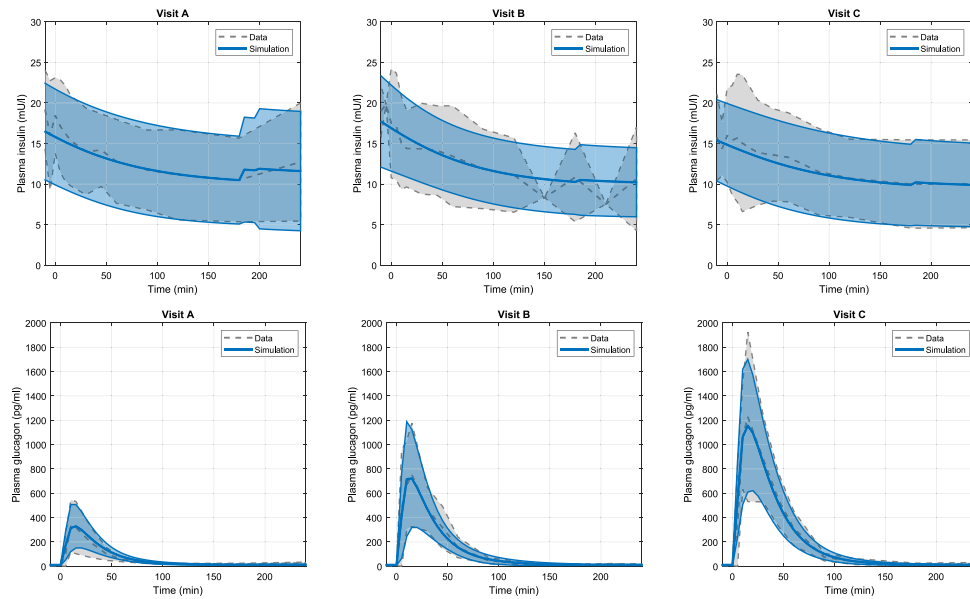 Visit A
Visit B
Visit C
30
25
20
15
10
5
0
Plasma insulin (mU/l)
0
50
100
150
200
Time (min)
Data
Simulation
30
25
20
15
10
5
0
Plasma insulin (mU/l)
0
50
100
150
200
Time (min)
Data
Simulation
30
25
20
15
10
5
0
Plasma insulin (mU/l)
0
50
100
150
200
Time (min)
Data
Simulation
Visit A
Visit B
Visit C
2000
1800
1600
1400
1200
1000
800
600
400
200
0
Plasma glucagon (pg/ml)
0
50
100
150
200
Time (min)
Data
Simulation
2000
1800
1600
1400
1200
1000
800
600
400
200
0
Plasma glucagon (pg/ml)
0
50
100
150
200
Time (min)
Data
Simulation
2000
1800
1600
1400
1200
1000
800
600
400
200
0
Plasma glucagon (pg/ml)
0
50
100
150
200
Time (min)
Data
Simulation